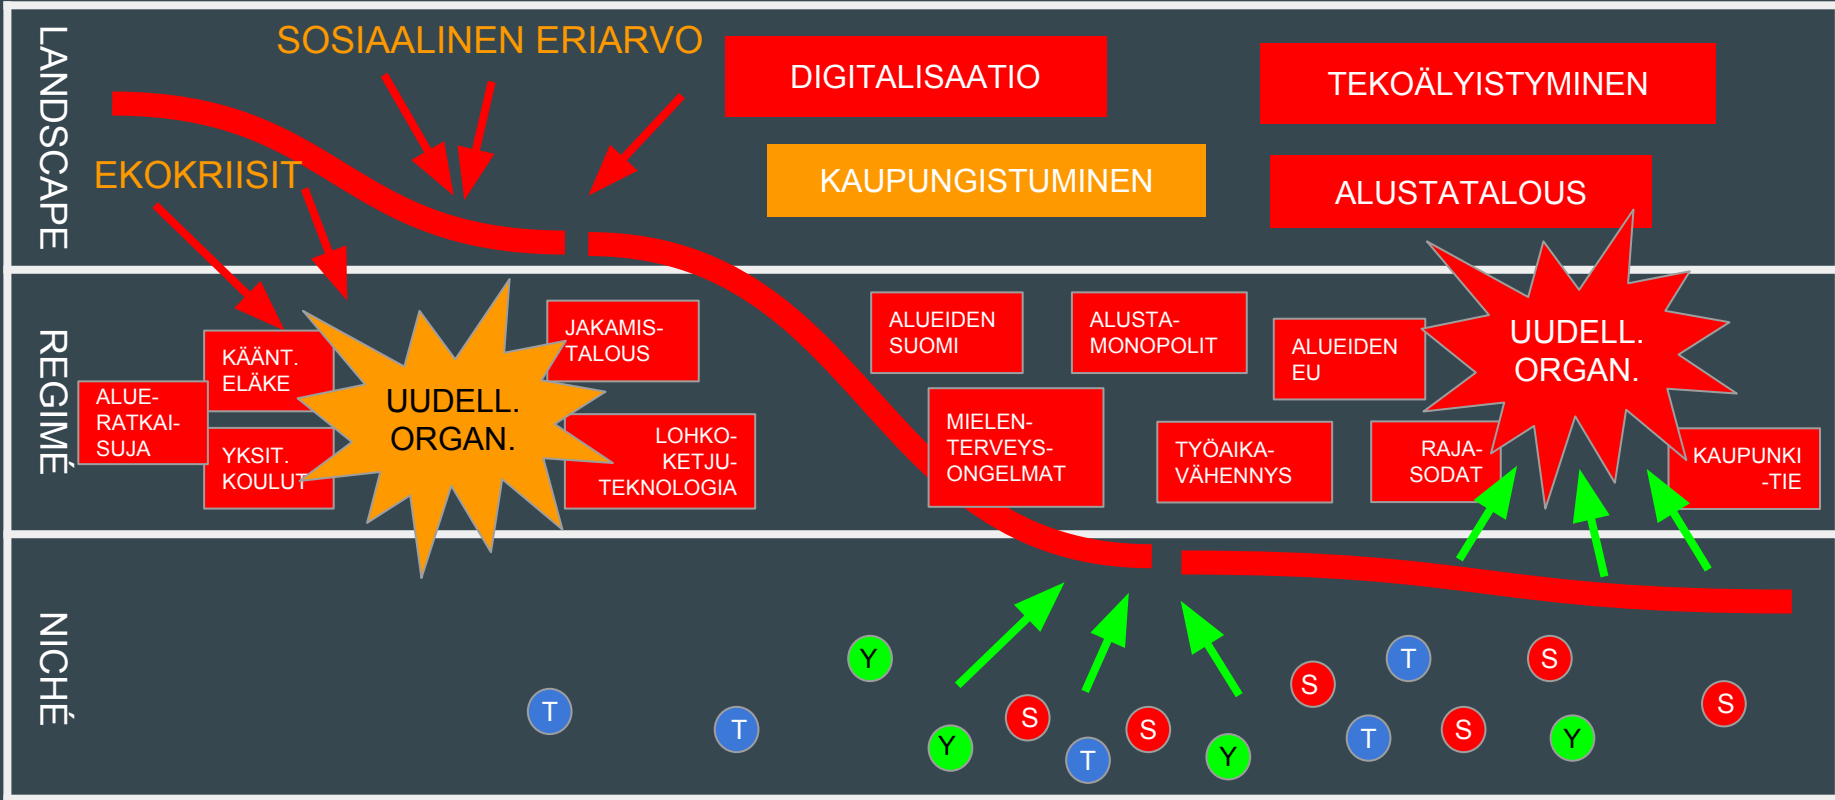 LANDSCAPE
SOSIAALINEN ERIARVO
EKOKRIISIT
DIGITALISAATIO
TEKOÄLYISTYMINEN
KAUPUNGISTUMINEN
ALUSTATALOUS
REGIMÉ
ALUE-
RATKAI-
SUJA
KÄÄNT.
ELÄKE
YKSIT.
KOULUT
UUDELL.
ORGAN.
JAKAMIS-
TALOUS
LOHKO-
KETJU-
TEKNOLOGIA
ALUEIDEN
SUOMI
MIELEN-
TERVEYS-
ONGELMAT
ALUSTA-
MONOPOLIT
TYÖAIKA-
VÄHENNYS
ALUEIDEN
EU
RAJA-
SODAT
UUDELL.
ORGAN.
KAUPUNKI
-TIE
NICHÉ
T
T
Y
Y
S
T
S
Y
S
T
T
S
S
Y
S